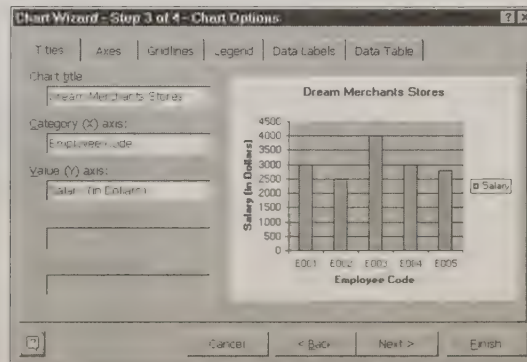 Chart Wizard - Step 3 of 4 - Chart Options
Titles Axes Gridlines Legend Data Labels Data Table
Chart title
Dream Merchants Stores
Category (X) axis:
Employee Code
Value (Y) axis:
Salary (in Dollars)
Dream Merchants Stores
4500
4000
3500
3000
2500
2000
1500
1000
500
0
Salary (in Dollars)
E001 E002 E003 E004 E005
Employee Code
Salary
Cancel < Back Next > Finish